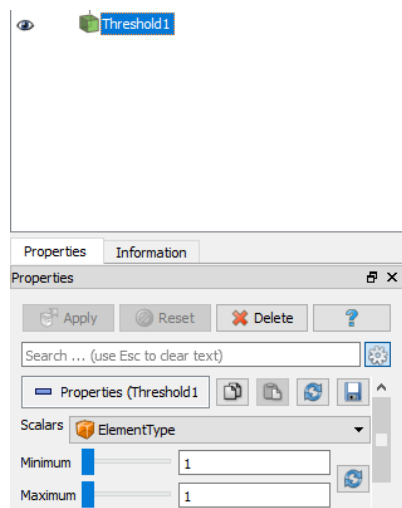 Threshold1
Properties Information
Properties
Apply Reset Delete ?
Search ... (use Esc to clear text)
Properties (Threshold1
Scalars ElementType
Minimum 1
Maximum 1